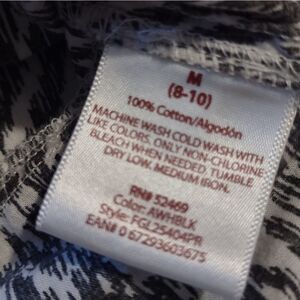 M
(8-10)
100% Cotton/Algodón
MACHINE WASH COLD WASH WITH
LIKE COLORS. ONLY NON-CHLORINE
BLEACH WHEN NEEDED. TUMBLE
DRY LOW. MEDIUM IRON.
RN# 52469
Color: AWHBLK
Style: FGL25404PR
EAN# 0 67293603675